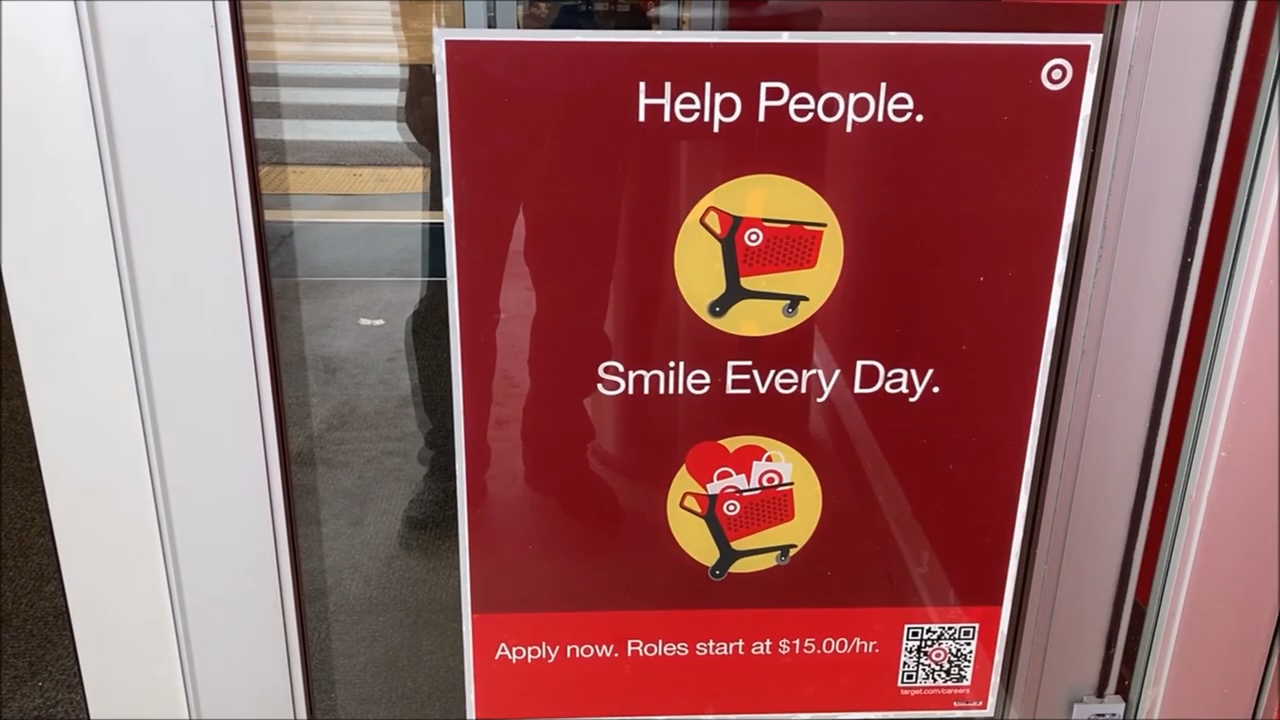 Help People.
Smile Every Day.
Apply now. Roles start at $15.00/hr.
target.com/careers